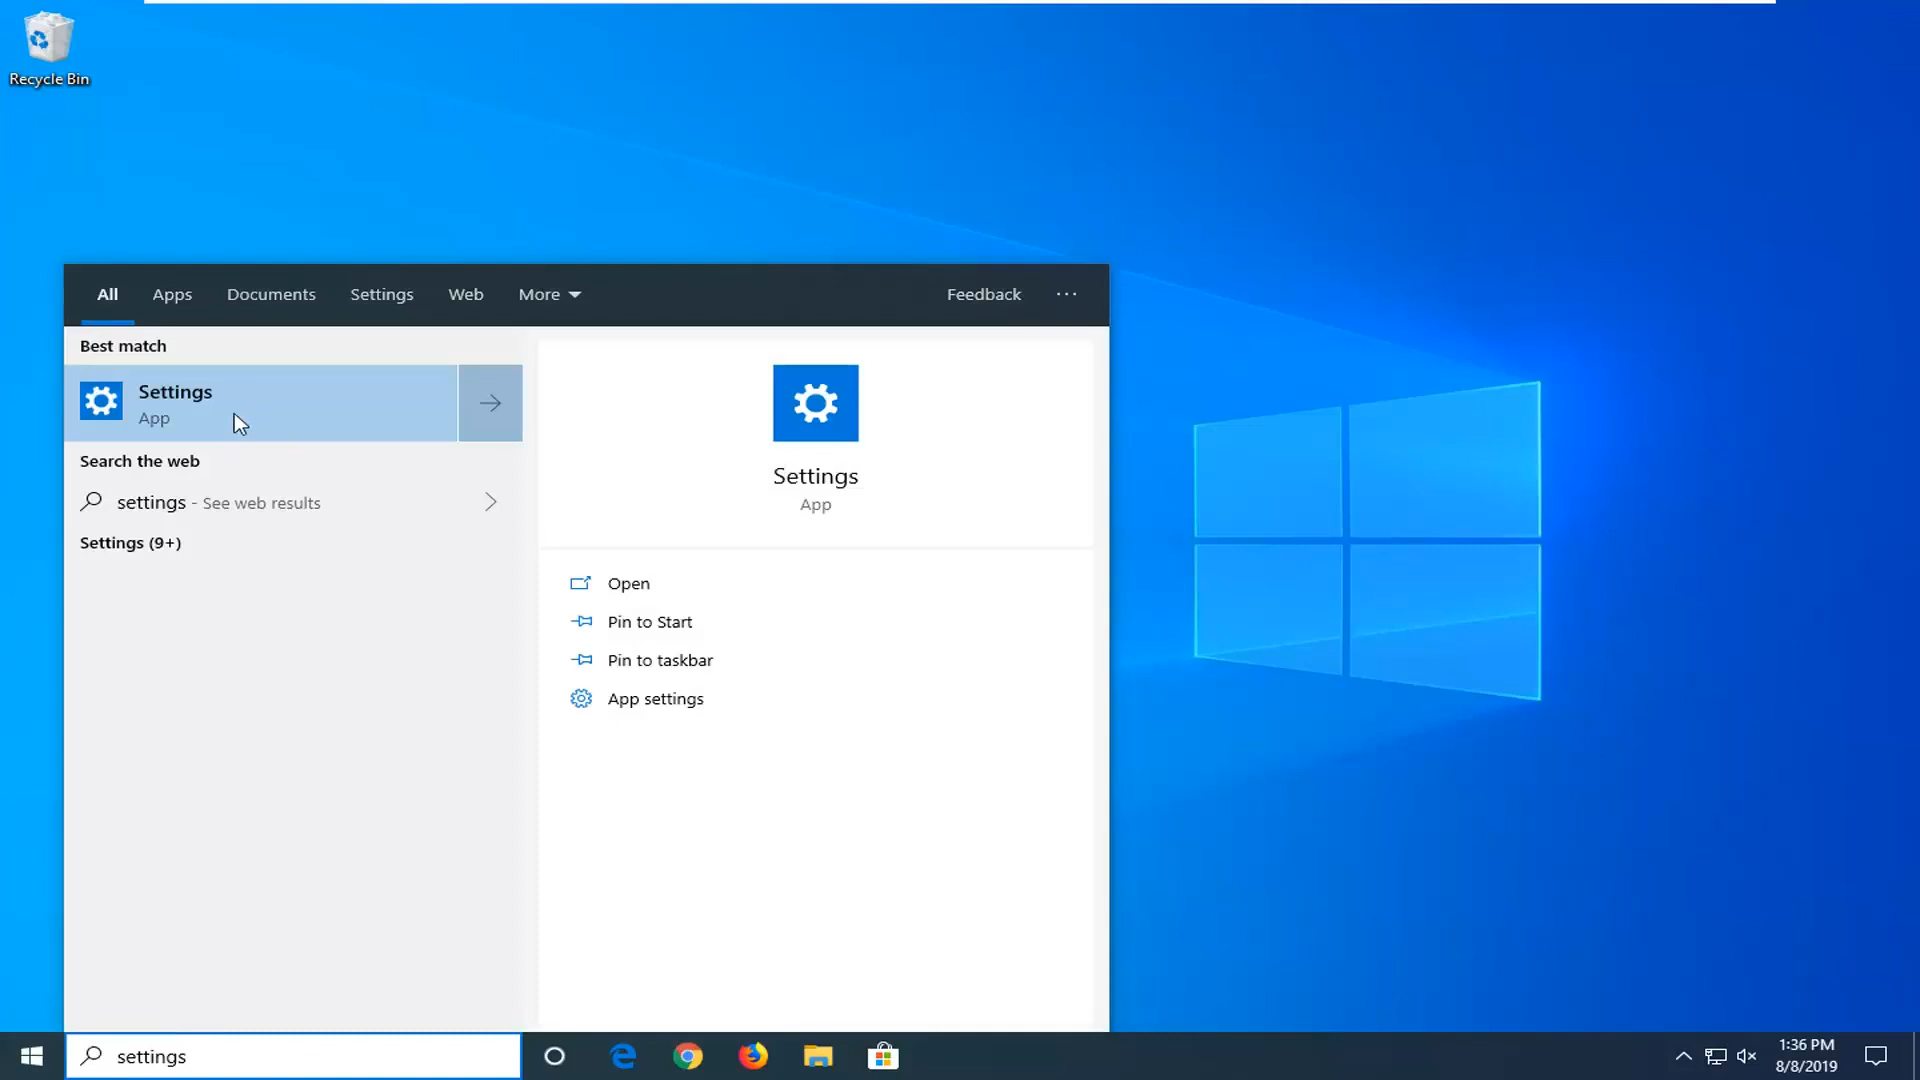 Recycle Bin
All Apps Documents Settings Web More Feedback ...
Best match
Settings
App
Search the web
settings - See web results
Settings (9+)
Settings
App
Open
Pin to Start
Pin to taskbar
App settings
settings
1:36 PM
8/8/2019